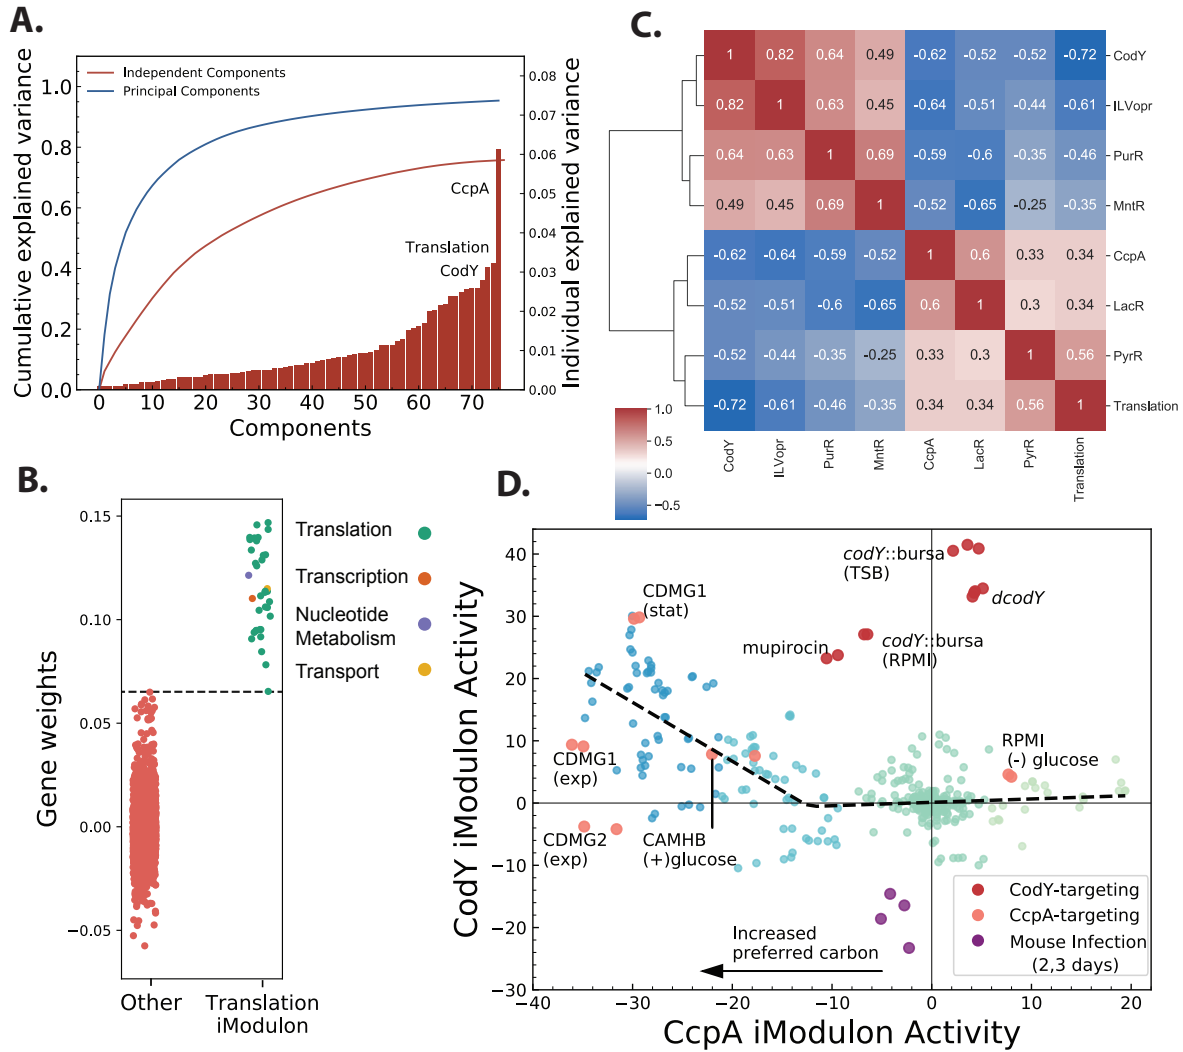 A.
Cumulative explained variance
1.0
0.8
0.6
0.4
0.2
0.0
Independent Components
Principal Components
CcpA
Translation
CodY
0.08
0.07
0.06
0.05
0.04
0.03
0.02
0.01
0.00
Individual explained variance
0 10 20 30 40 50 60 70
Components
C.
1 0.82 0.64 0.49 -0.62 -0.52 -0.52 -0.72 CodY
0.82 1 0.63 0.45 -0.64 -0.51 -0.44 -0.61 ILVopr
0.64 0.63 1 0.69 -0.59 -0.6 -0.35 -0.46 PurR
0.49 0.45 0.69 1 -0.52 -0.65 -0.25 -0.35 MntR
-0.62 -0.64 -0.59 -0.52 1 0.6 0.33 0.34 CcpA
-0.52 -0.51 -0.6 -0.65 0.6 1 0.3 0.34 LacR
-0.52 -0.44 -0.35 -0.25 0.33 0.3 1 0.56 PyrR
-0.72 -0.61 -0.46 -0.35 0.34 0.34 0.56 1 Translation
CodY ILVopr PurR MntR CcpA LacR PyrR Translation
1.0
0.5
0.0
−0.5
B.
Gene weights
0.15
0.10
0.05
0.00
−0.05
Other
Translation
iModulon
Translation
Transcription
Nucleotide
Metabolism
Transport
D.
CodY iModulon Activity
40
30
20
10
0
−10
−20
−30
codY::bursa
(TSB)
dcodY
CDMG1
(stat)
mupirocin
codY::bursa
(RPMI)
CDMG1
(exp)
RPMI
(-) glucose
CDMG2
(exp)
CAMHB
(+)glucose
Increased
preferred carbon
CodY-targeting
CcpA-targeting
Mouse Infection
(2,3 days)
−40 −30 −20 −10 0 10 20
CcpA iModulon Activity